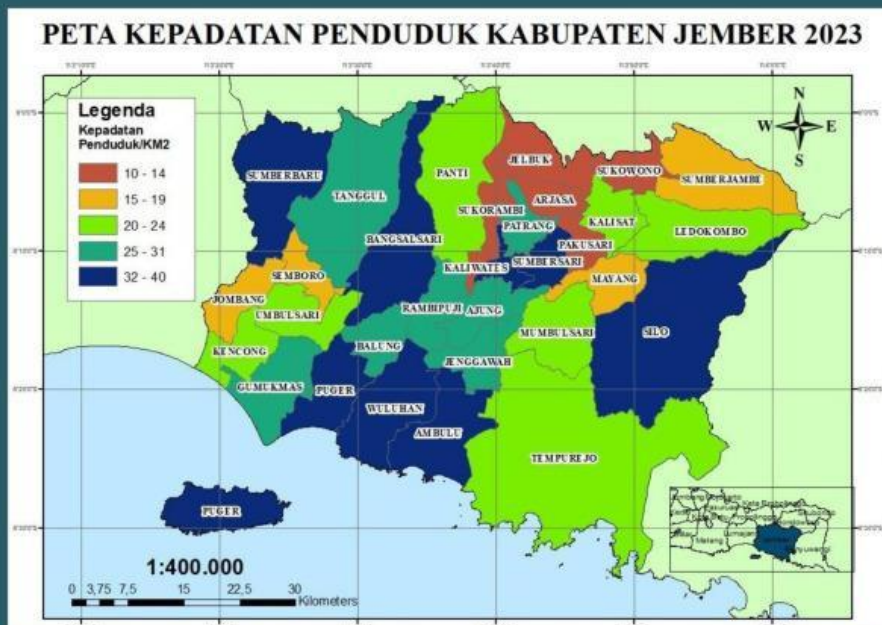 PETA KEPADATAN PENDUDUK KABUPATEN JEMBER 2023
Legenda
Kepadatan
Penduduk/KM2
10 - 14
15 - 19
20 - 24
25 - 31
32 - 40
N
W E
S
SUMBERBARU
TANGGUL
PANTI
JELBUK
SUKOWONO
SUMBERJAMBE
ARJASA
SUKORAMBI
PATRANG
KALISAT
LEDOKOMBO
BANGSALSARI
PAKUSARI
KALIWATES
SUMBERSARI
SEMBORO
MAYANG
JOMBANG
UMBULSARI
RAMBIPUJI
AJUNG
MUMBULSARI
SILO
KENCONG
BALUNG
JENGGAWAH
GUMUKMAS
PUGER
WULUHAN
AMBULU
TEMPUREJO
PUGER
1:400.000
0 3,75 7,5 15 22,5 30
Kilometers
Malang